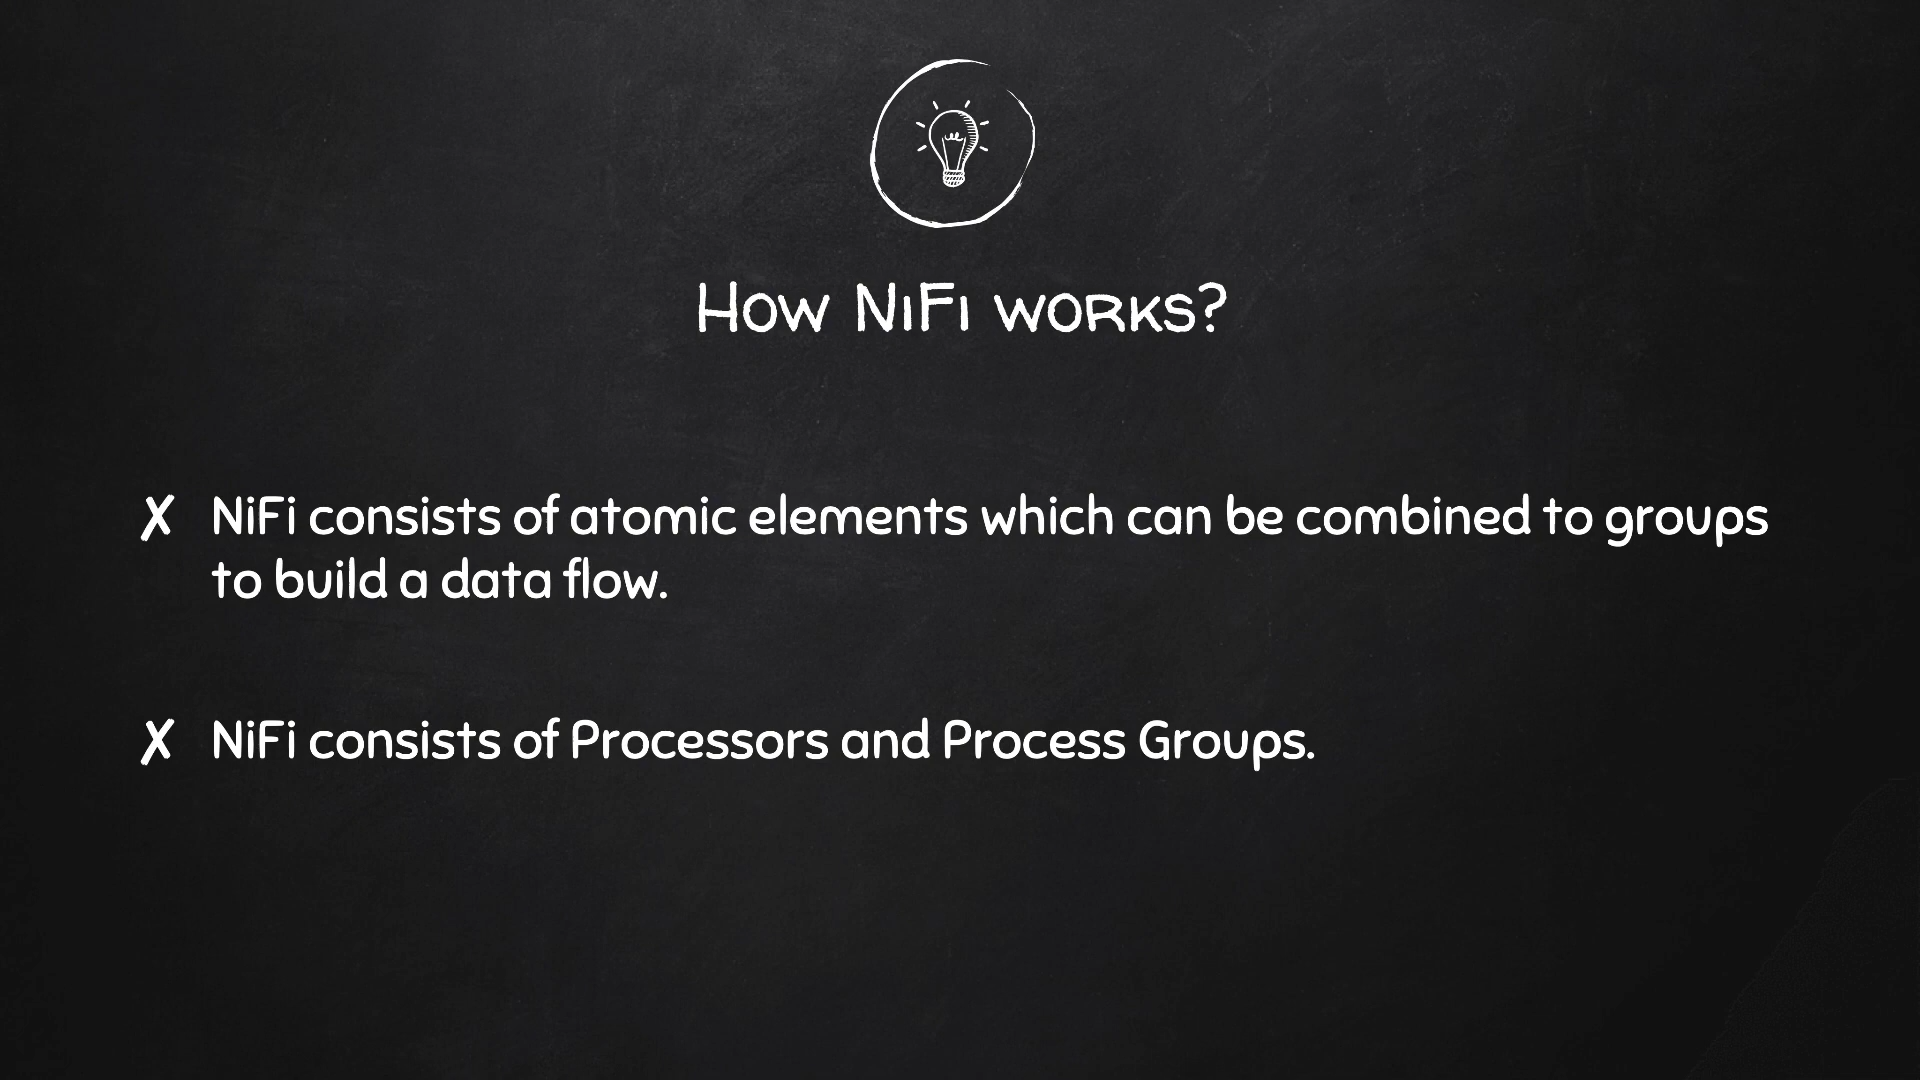 How NiFi works?
✗ NiFi consists of atomic elements which can be combined to groups
to build a data flow.
✗ NiFi consists of Processors and Process Groups.